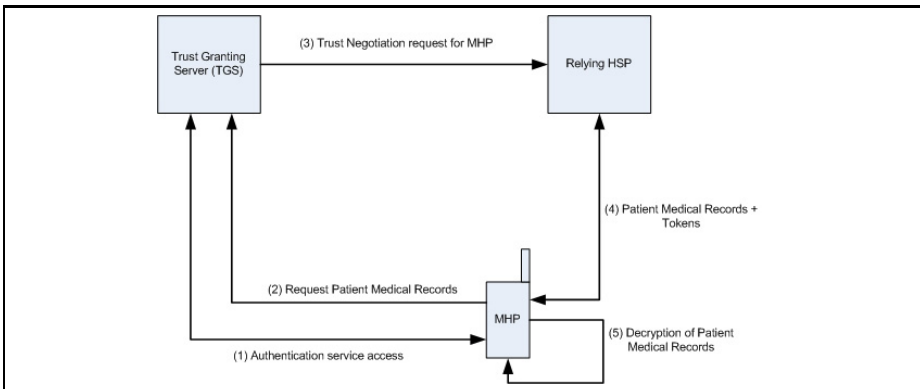 Trust Granting
Server (TGS)
(3) Trust Negotiation request for MHP
Relying HSP
(4) Patient Medical Records +
Tokens
(2) Request Patient Medical Records
MHP
(5) Decryption of Patient
Medical Records
(1) Authentication service access